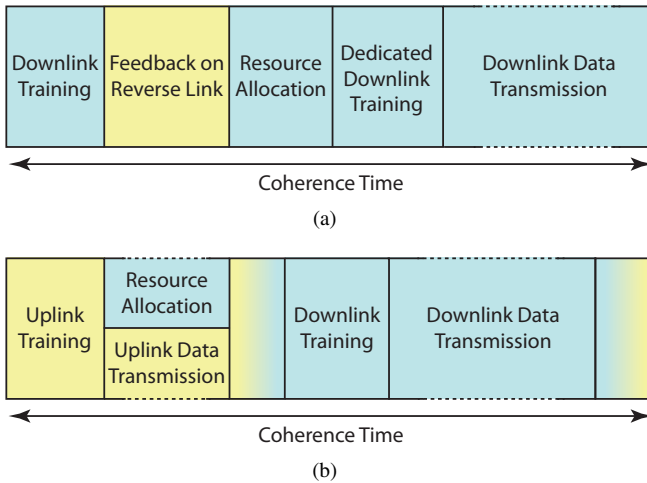 Downlink
Training
Feedback on
Reverse Link
Resource
Allocation
Dedicated
Downlink
Training
Downlink Data
Transmission
Coherence Time
(a)
Uplink
Training
Resource
Allocation
Uplink Data
Transmission
Downlink
Training
Downlink Data
Transmission
Coherence Time
(b)